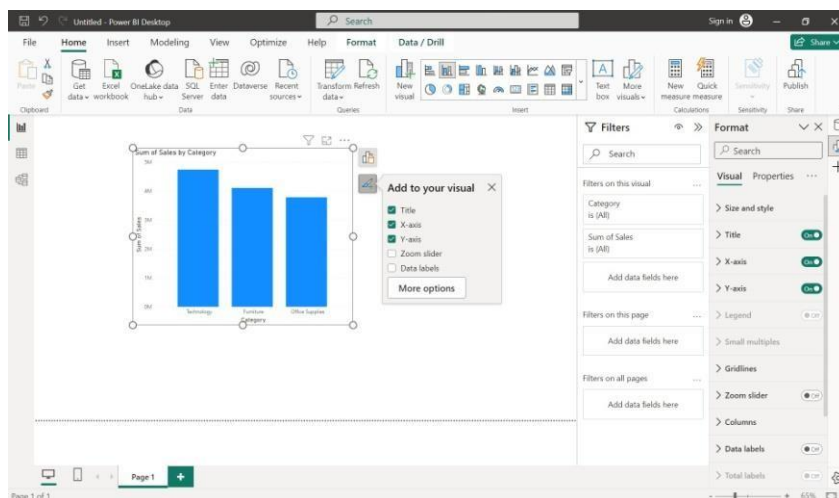 Untitled - Power BI Desktop
Search
Sign in
File Home Insert Modeling View Optimize Help Format Data / Drill
Share
Paste
Get data
Excel workbook
OneLake data hub
SQL Server
Enter data
Dataverse
Recent sources
Transform data
Refresh
New visual
Text box
More visuals
New measure
Quick measure
Sensitivity
Publish
Clipboard
Data
Queries
Insert
Calculations
Sensitivity
Share
Sum of Sales by Category
5M
4M
3M
2M
1M
0M
Sum of Sales
Technology
Furniture
Office Supplies
Category
Add to your visual
Title
X-axis
Y-axis
Zoom slider
Data labels
More options
Filters
Search
Filters on this visual
Category
is (All)
Sum of Sales
is (All)
Add data fields here
Filters on this page
Add data fields here
Filters on all pages
Add data fields here
Format
Search
Visual Properties
Size and style
Title On
X-axis On
Y-axis On
Legend Off
Small multiples
Gridlines
Zoom slider Off
Columns
Data labels Off
Total labels Off
Page 1
Page 1 of 1
65%